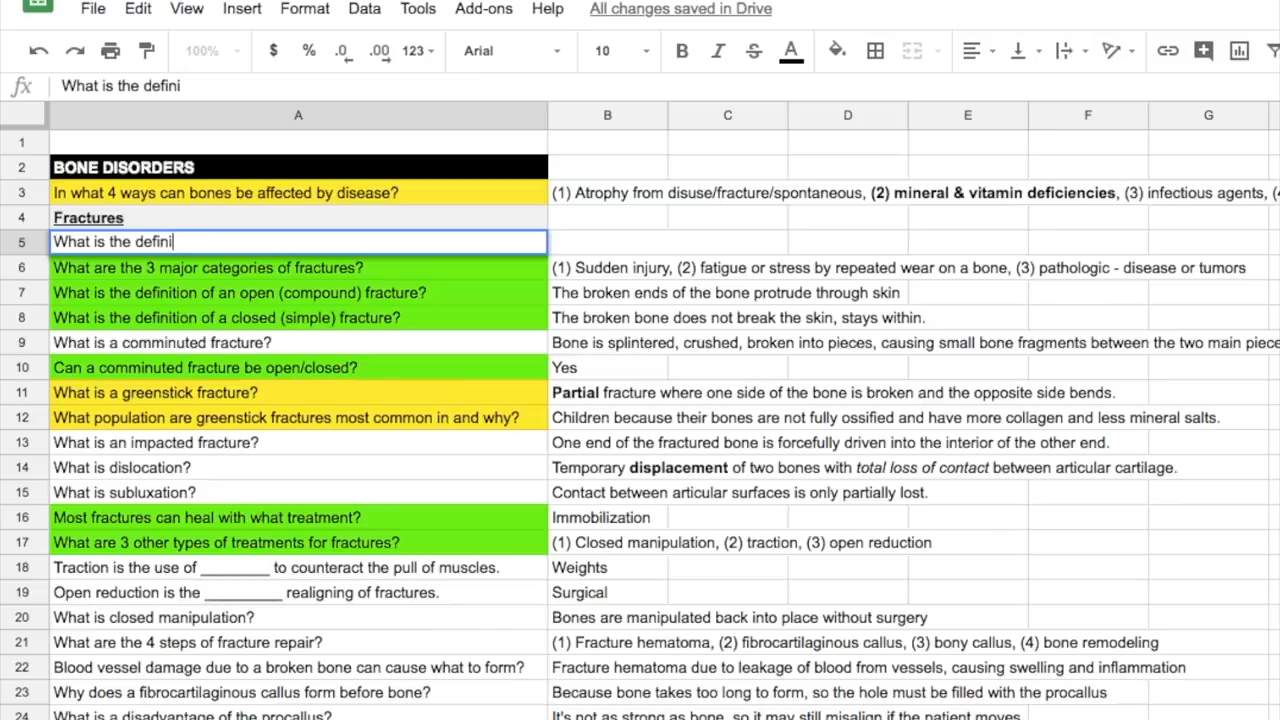 File Edit View Insert Format Data Tools Add-ons Help All changes saved in Drive
100% $ % .0 .00 123 Arial 10 B I S A
fx What is the defini
A B C D E F G
1
2 BONE DISORDERS
3 In what 4 ways can bones be affected by disease? (1) Atrophy from disuse/fracture/spontaneous, (2) mineral & vitamin deficiencies, (3) infectious agents, (4
4 Fractures
5 What is the defini
6 What are the 3 major categories of fractures? (1) Sudden injury, (2) fatigue or stress by repeated wear on a bone, (3) pathologic - disease or tumors
7 What is the definition of an open (compound) fracture? The broken ends of the bone protrude through skin
8 What is the definition of a closed (simple) fracture? The broken bone does not break the skin, stays within.
9 What is a comminuted fracture? Bone is splintered, crushed, broken into pieces, causing small bone fragments between the two main piece
10 Can a comminuted fracture be open/closed? Yes
11 What is a greenstick fracture? Partial fracture where one side of the bone is broken and the opposite side bends.
12 What population are greenstick fractures most common in and why? Children because their bones are not fully ossified and have more collagen and less mineral salts.
13 What is an impacted fracture? One end of the fractured bone is forcefully driven into the interior of the other end.
14 What is dislocation? Temporary displacement of two bones with total loss of contact between articular cartilage.
15 What is subluxation? Contact between articular surfaces is only partially lost.
16 Most fractures can heal with what treatment? Immobilization
17 What are 3 other types of treatments for fractures? (1) Closed manipulation, (2) traction, (3) open reduction
18 Traction is the use of ________ to counteract the pull of muscles. Weights
19 Open reduction is the _________ realigning of fractures. Surgical
20 What is closed manipulation? Bones are manipulated back into place without surgery
21 What are the 4 steps of fracture repair? (1) Fracture hematoma, (2) fibrocartilaginous callus, (3) bony callus, (4) bone remodeling
22 Blood vessel damage due to a broken bone can cause what to form? Fracture hematoma due to leakage of blood from vessels, causing swelling and inflammation
23 Why does a fibrocartilaginous callus form before bone? Because bone takes too long to form, so the hole must be filled with the procallus
24 What is a disadvantage of the procallus? It's not as strong as bone, so it may still misalign if the patient moves